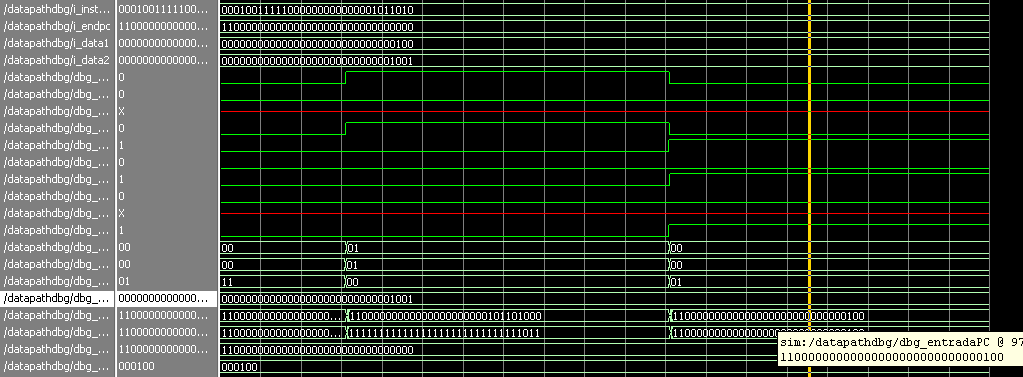 /datapathdbg/i_inst... 0001001111100... 00010011111000000000000001011010
/datapathdbg/i_endpc 1100000000000... 11000000000000000000000000000000
/datapathdbg/i_data1 0000000000000... 00000000000000000000000000000100
/datapathdbg/i_data2 0000000000000... 00000000000000000000000000001001
/datapathdbg/dbg_... 0
/datapathdbg/dbg_... 0
/datapathdbg/dbg_... X
/datapathdbg/dbg_... 0
/datapathdbg/dbg_... 1
/datapathdbg/dbg_... 0
/datapathdbg/dbg_... 1
/datapathdbg/dbg_... 0
/datapathdbg/dbg_... X
/datapathdbg/dbg_... 1
/datapathdbg/dbg_... 00 00 01 00
/datapathdbg/dbg_... 00 00 01 00
/datapathdbg/dbg_... 01 11 00 01
/datapathdbg/dbg_... 0000000000000... 00000000000000000000000000001001
/datapathdbg/dbg_... 1100000000000... 1100000000000000000... 11000000000000000000000101101000 11000000000000000000000000000100
/datapathdbg/dbg_... 1100000000000... 1100000000000000000... 11111111111111111111111111111011
/datapathdbg/dbg_... 1100000000000... 11000000000000000000000000000000
/datapathdbg/dbg_... 000100 000100
sim:/datapathdbg/dbg_entradaPC @ 97
11000000000000000000000000000100